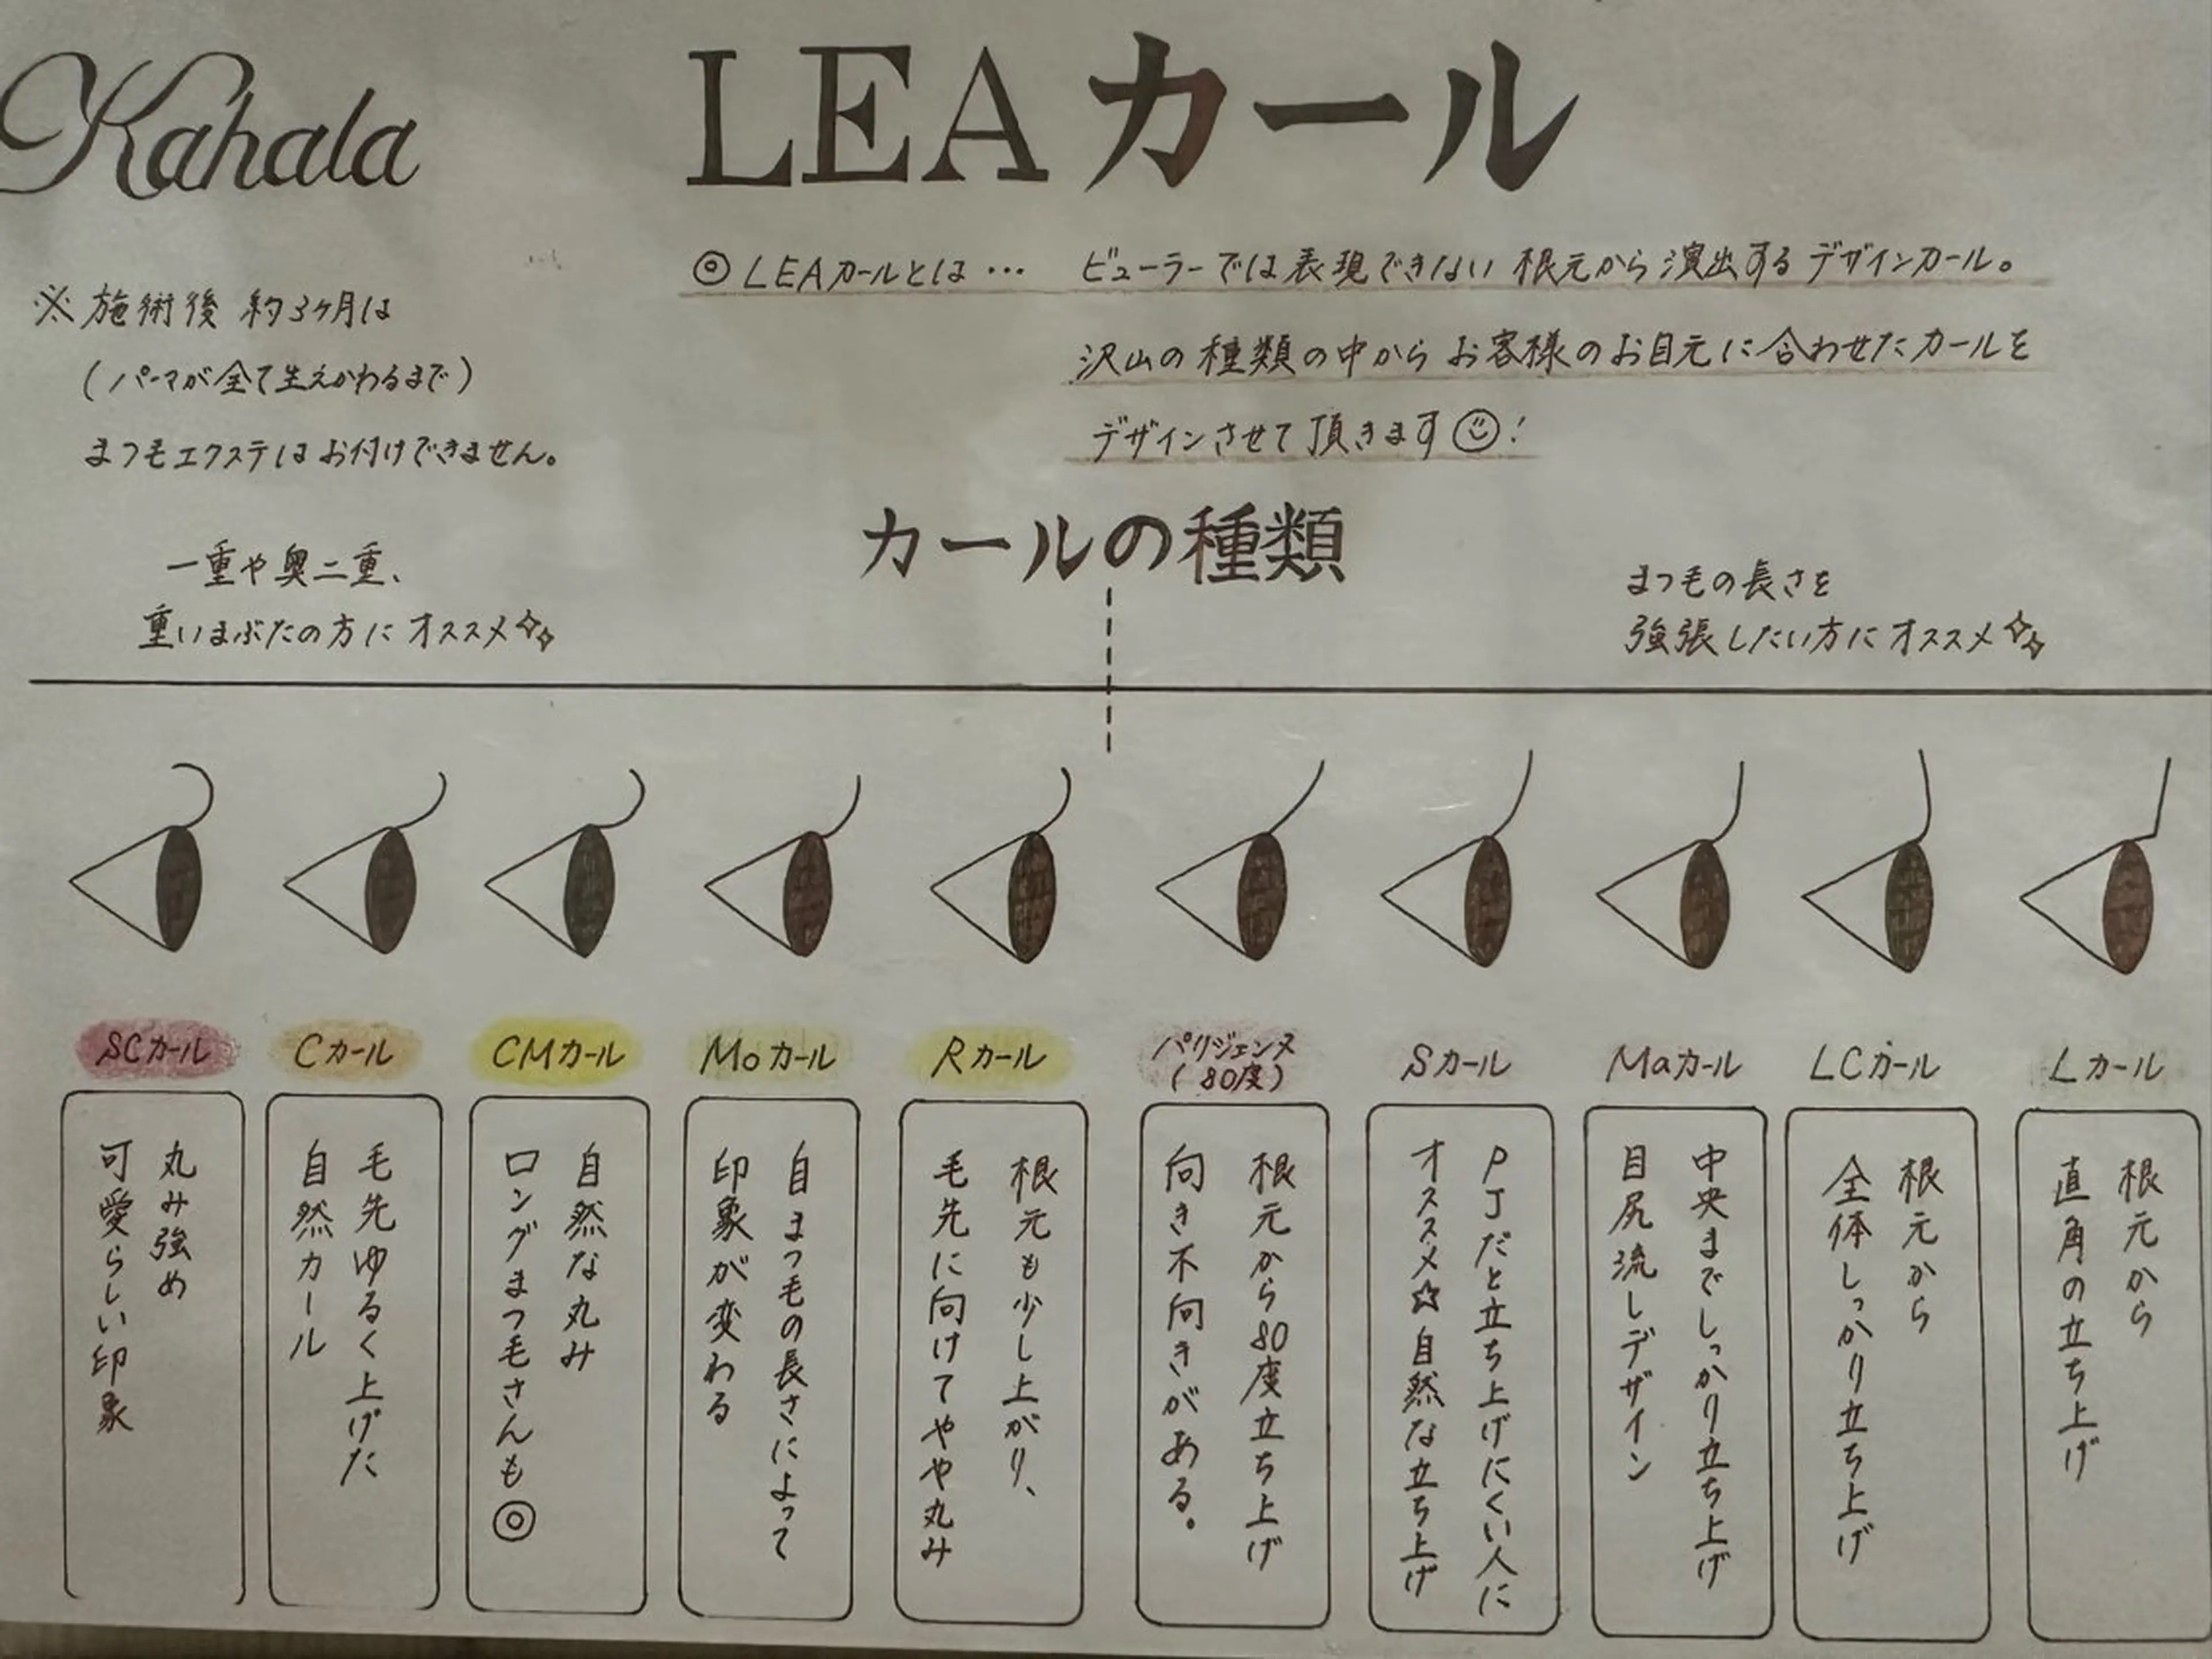 Kahala
LEAカール
◎LEAカールとは… ビューラーでは表現できない根元から演出するデザインカール。
沢山の種類の中からお客様のお目元に合わせたカールを
デザインさせて頂きます☺!
※施術後 約3ヶ月は
(パーマが全て生えかわるまで)
まつ毛エクステはお付けできません。
カールの種類
一重や奥二重、
重いまぶたの方にオススメ
まつ毛の長さを
強張したい方にオススメ
SCカール
丸み強め
可愛らしい印象
Cカール
毛先ゆるく上げた
自然カール
CMカール
自然な丸み
ロングまつ毛さんも◎
Moカール
自まつ毛の長さによって
印象が変わる
Rカール
根元も少し上がり、
毛先に向けてやや丸み
パリジェンヌ
(80度)
根元から80度立ち上げ
向き不向きがある。
Sカール
PJだと立ち上げにくい人に
オススメ☆自然な立ち上げ
Maカール
中央までしっかり立ち上げ
目尻流しデザイン
LCカール
根元から
全体しっかり立ち上げ
Lカール
根元から
直角の立ち上げ